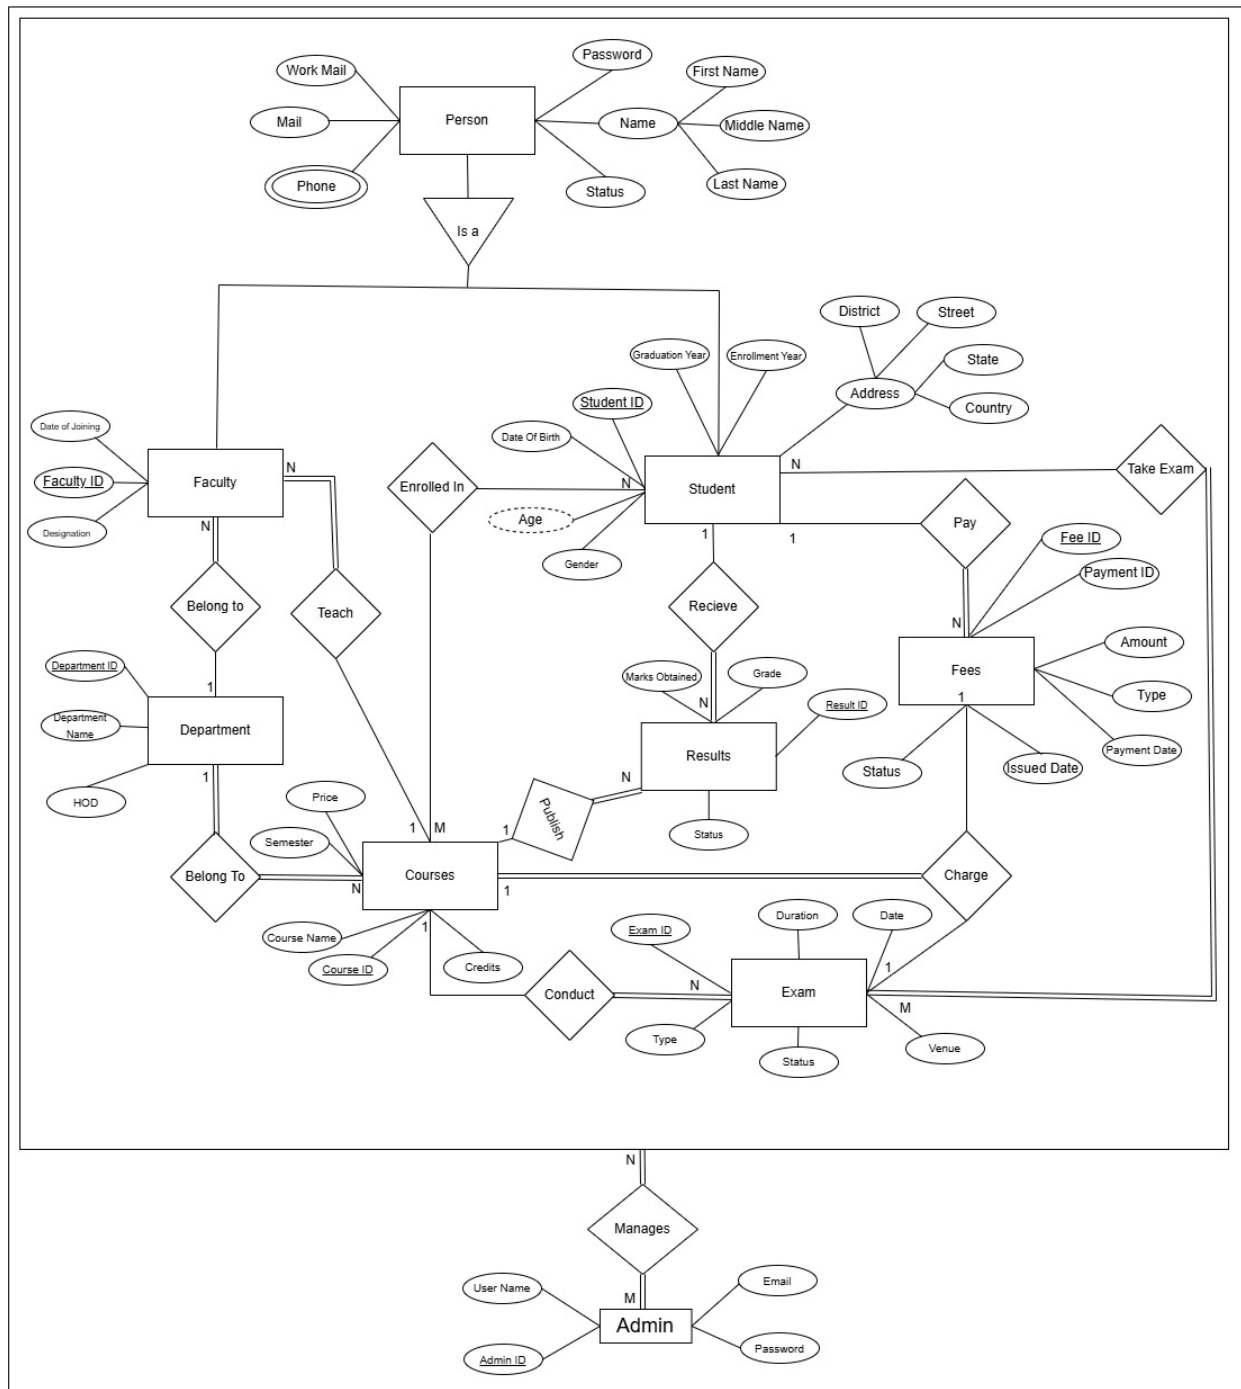 Password
Work Mail
First Name
Person
Mail
Name
Middle Name
Phone
Status
Last Name
Is a
District
Street
Graduation Year
Enrollment Year
State
Address
Student ID
Country
Date of Joining
Date Of Birth
N
N
Take Exam
Faculty ID
Faculty
Enrolled In
N
Student
Age
Designation
N
1
1
Pay
Fee ID
Gender
Payment ID
Belong to
Teach
Recieve
N
Amount
Department ID
1
Marks Obtained
Grade
Fees
N
Result ID
1
Type
Department
Name
Department
Results
Payment Date
1
N
Status
Issued Date
HOD
Price
Publish
Semester
1
M
1
Status
Belong To
N
Courses
1
Charge
Course Name
1
Exam ID
Duration
Date
Course ID
Credits
1
Conduct
N
Exam
M
Type
Status
Venue
N
Manages
User Name
Email
M
Admin
Admin ID
Password